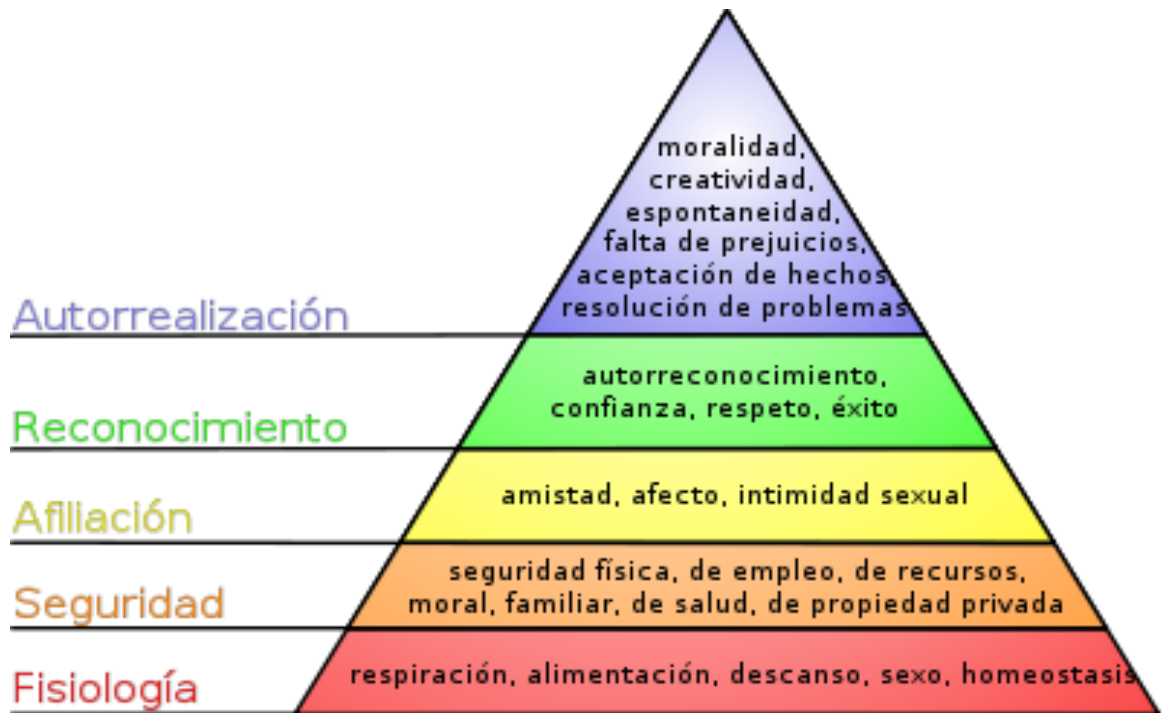 moralidad,
creatividad,
espontaneidad,
falta de prejuicios,
aceptación de hechos,
resolución de problemas
Autorrealización
autorreconocimiento,
confianza, respeto, éxito
Reconocimiento
amistad, afecto, intimidad sexual
Afiliación
seguridad física, de empleo, de recursos,
moral, familiar, de salud, de propiedad privada
Seguridad
respiración, alimentación, descanso, sexo, homeostasis
Fisiología